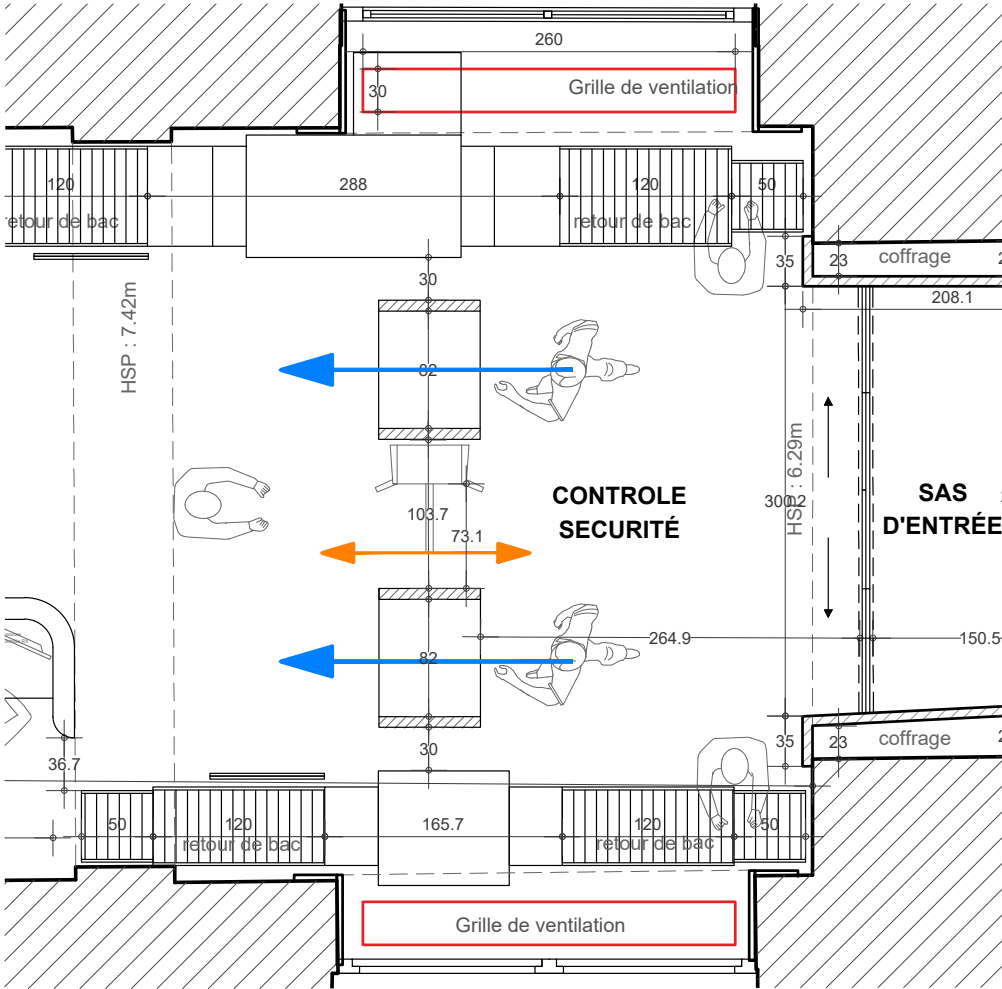 260
30
Grille de ventilation
120
288
120
50
retour de bac
retour de bac
35
23
coffrage
30
208.1
HSP : 7.42m
82
HSP : 6.29m
CONTROLE
SECURITÉ
300.2
SAS
D'ENTRÉE
103.7
73.1
82
264.9
150.5
30
35
23
coffrage
36.7
50
120
165.7
120
50
retour de bac
retour de bac
Grille de ventilation